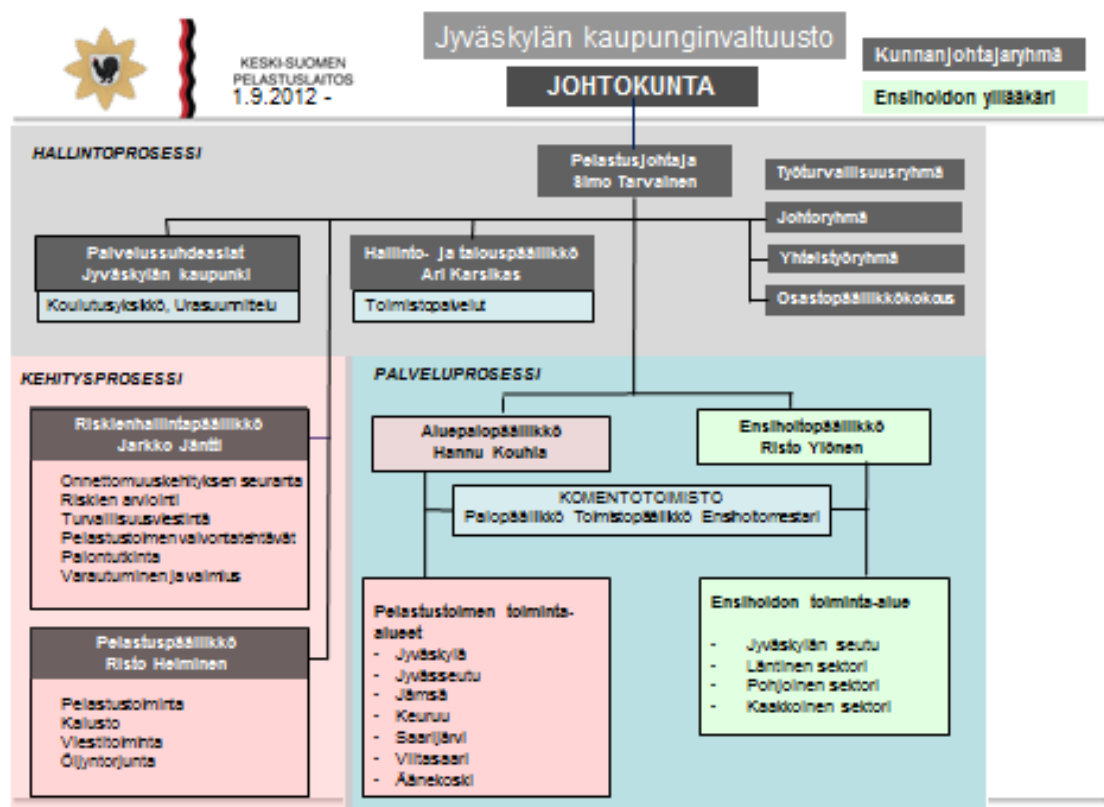 KESKI-SUOMEN
PELASTUSLAITOS
1.9.2012 -
Jyväskylän kaupunginvaltuusto
JOHTOKUNTA
Kunnanjohtajaryhmä
Ensihoidon ylilääkäri
HALLINTOPROSESSI
Pelastusjohtaja
Simo Tarvainen
Työturvallisuusryhmä
Johtoryhmä
Yhteistyöryhmä
Osastopäällikkökokous
Palvelussuhdeasiat
Jyväskylän kaupunki
Koulutusyksikkö, Urasuunnittelu
Hallinto- ja talouspäällikkö
Ari Karsikas
Toimistopalvelut
KEHITYSPROSESSI
Riskienhallintapäällikkö
Jarkko Jäntti
Onnettomuuskehityksen seuranta
Riskien arviointi
Turvallisuusviestintä
Pelastustoimen valvontatehtävät
Palontutkinta
Varautuminen ja valmius
Pelastuspäällikkö
Risto Helminen
Pelastustoiminta
Kalusto
Viestitoiminta
Öljyntorjunta
PALVELUPROSESSI
Aluepalopäällikkö
Hannu Kouhia
Ensihoitopäällikkö
Risto Ylönen
KOMENTOTOIMISTO
Palopäällikkö Toimistopäällikkö Ensihoitomestari
Pelastustoimen toiminta-
alueet
- Jyväskylä
- Jyvässeutu
- Jämsä
- Keuruu
- Saarijärvi
- Viitasaari
- Äänekoski
Ensihoidon toiminta-alue
- Jyväskylän seutu
- Läntinen sektori
- Pohjoinen sektori
- Kaakkoinen sektori